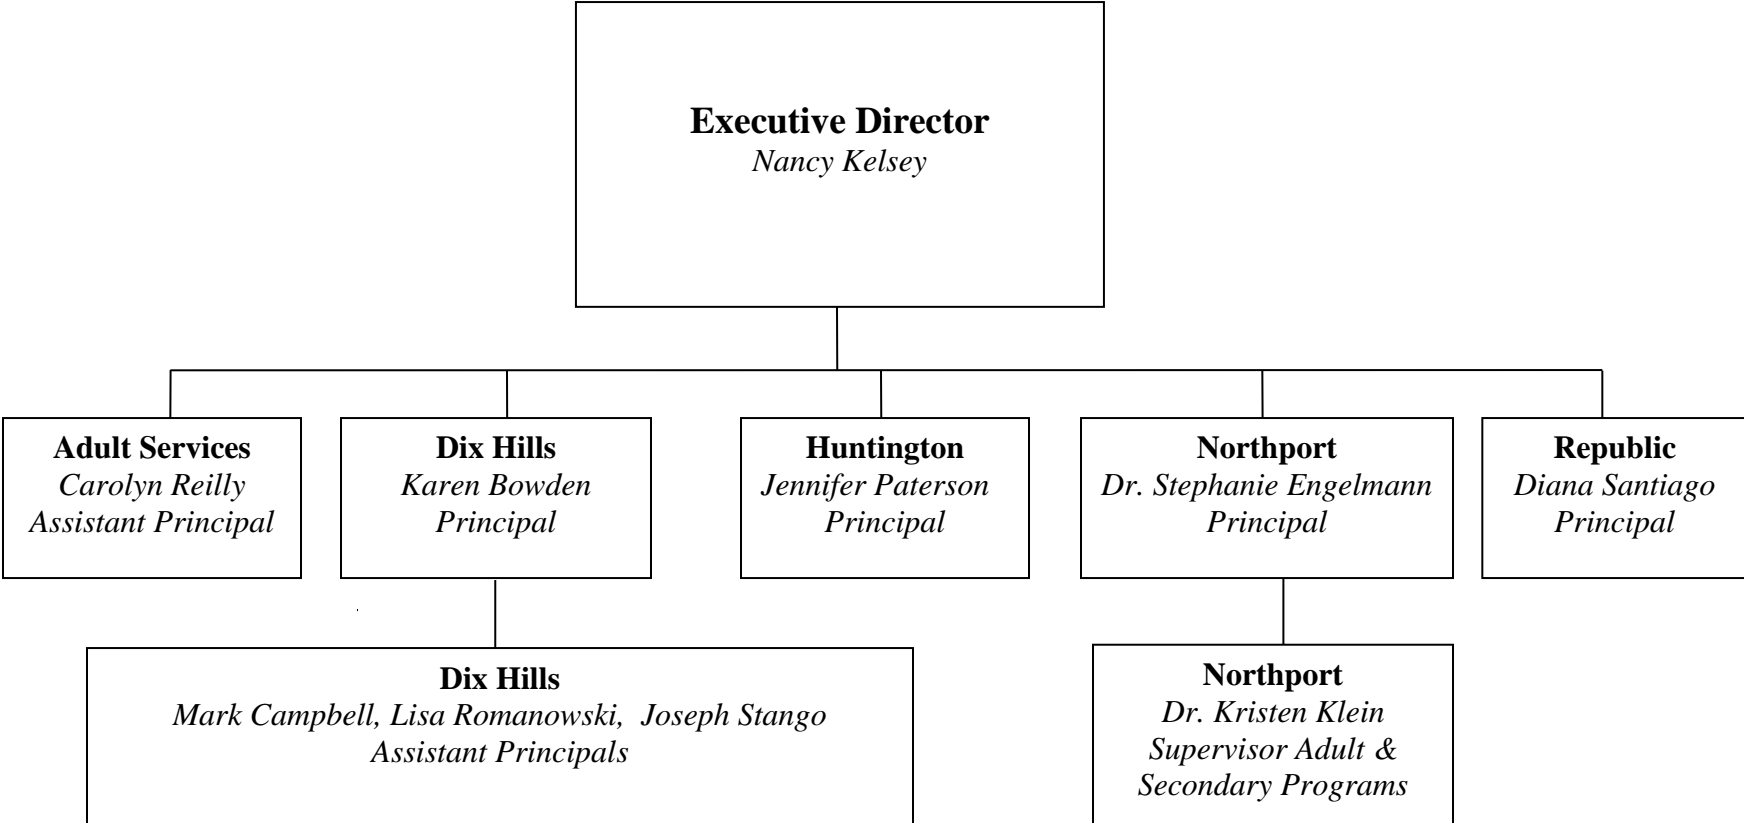 Executive Director
Nancy Kelsey
Adult Services
Carolyn Reilly
Assistant Principal
Dix Hills
Karen Bowden
Principal
Huntington
Jennifer Paterson
Principal
Northport
Dr. Stephanie Engelmann
Principal
Republic
Diana Santiago
Principal
Dix Hills
Mark Campbell, Lisa Romanowski,  Joseph Stango
Assistant Principals
Northport
Dr. Kristen Klein
Supervisor Adult &
Secondary Programs